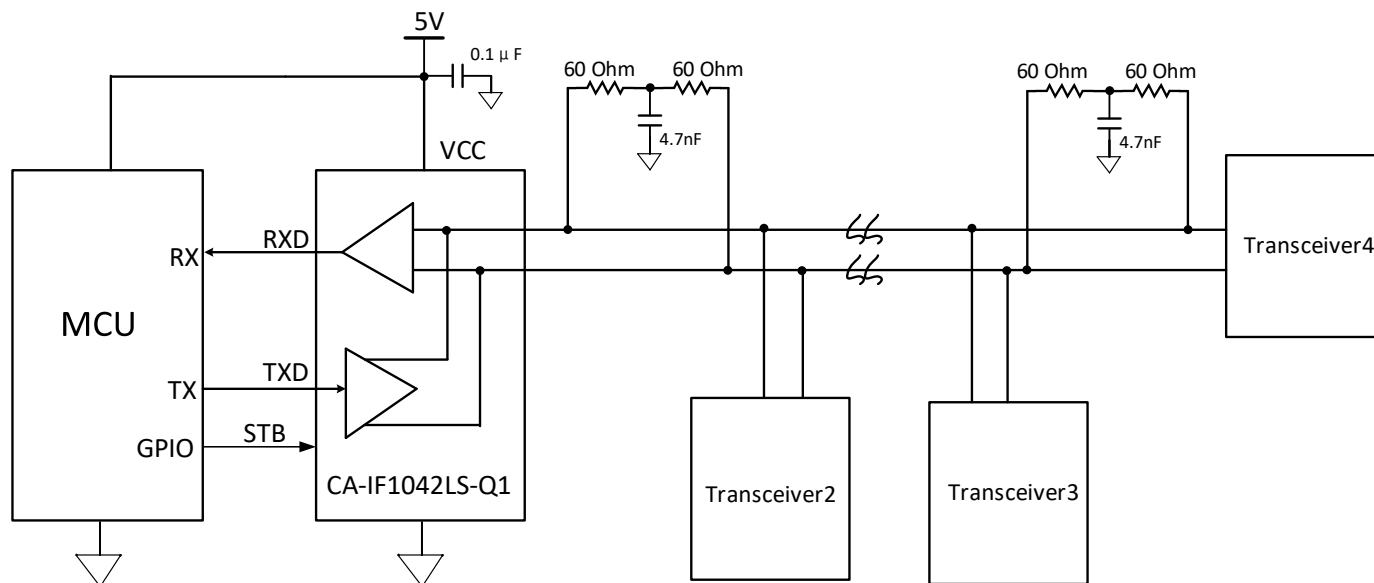 5V
0.1 μ F
60 Ohm
60 Ohm
4.7nF
60 Ohm
60 Ohm
4.7nF
VCC
RX
RXD
MCU
TX
TXD
GPIO
STB
CA-IF1042LS-Q1
Transceiver2
Transceiver3
Transceiver4